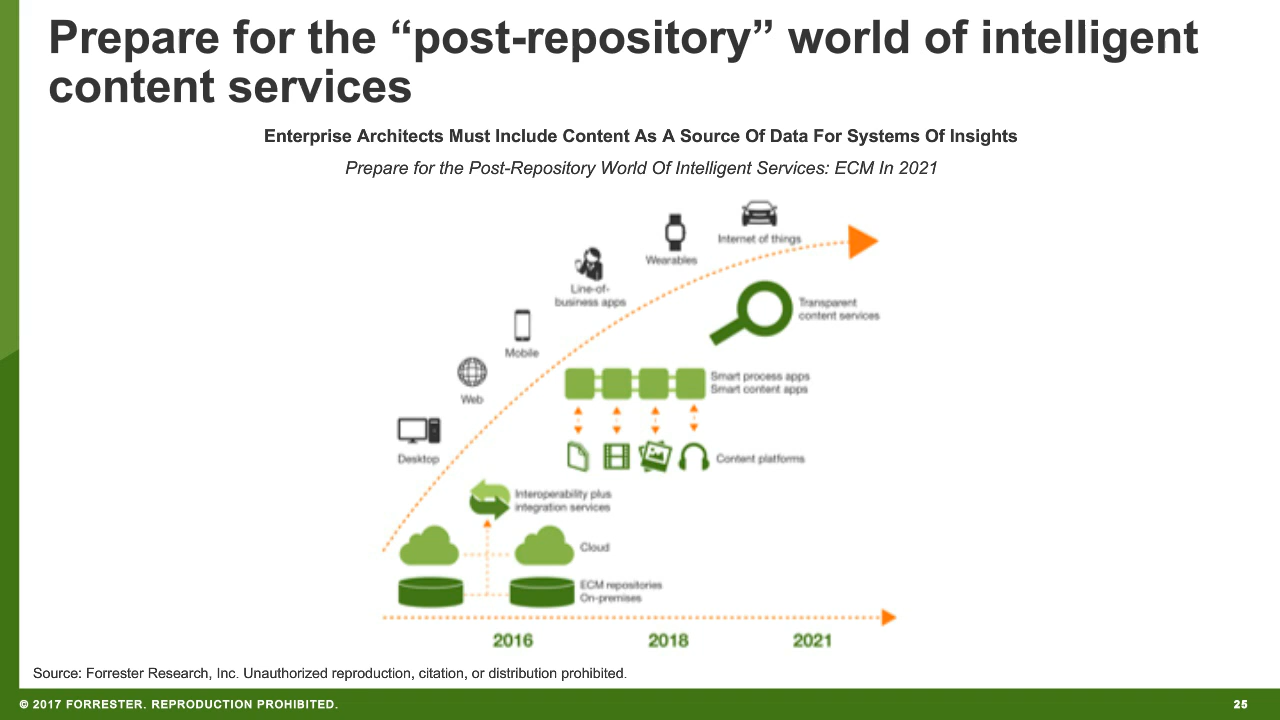 Prepare for the “post-repository” world of intelligent
content services
Enterprise Architects Must Include Content As A Source Of Data For Systems Of Insights
Prepare for the Post-Repository World Of Intelligent Services: ECM In 2021
Internet of things
Wearables
Line-of-
business apps
Transparent
content services
Mobile
Smart process apps
Smart content apps
Web
Desktop
Content platforms
Interoperability plus
integration services
Cloud
ECM repositories
On-premises
2016 2018 2021
Source: Forrester Research, Inc. Unauthorized reproduction, citation, or distribution prohibited.
© 2017 FORRESTER. REPRODUCTION PROHIBITED. 25